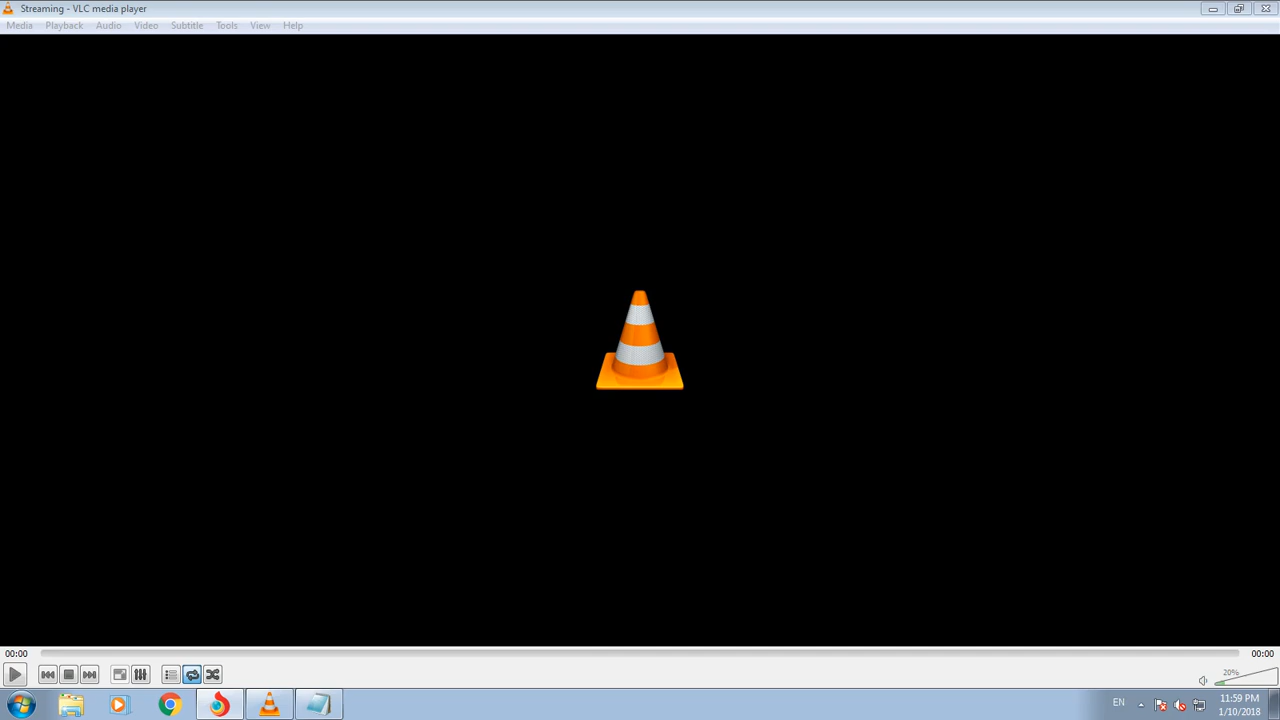 Streaming - VLC media player
Media Playback Audio Video Subtitle Tools View Help
00:00 00:00
20%
EN 11:59 PM
1/10/2018